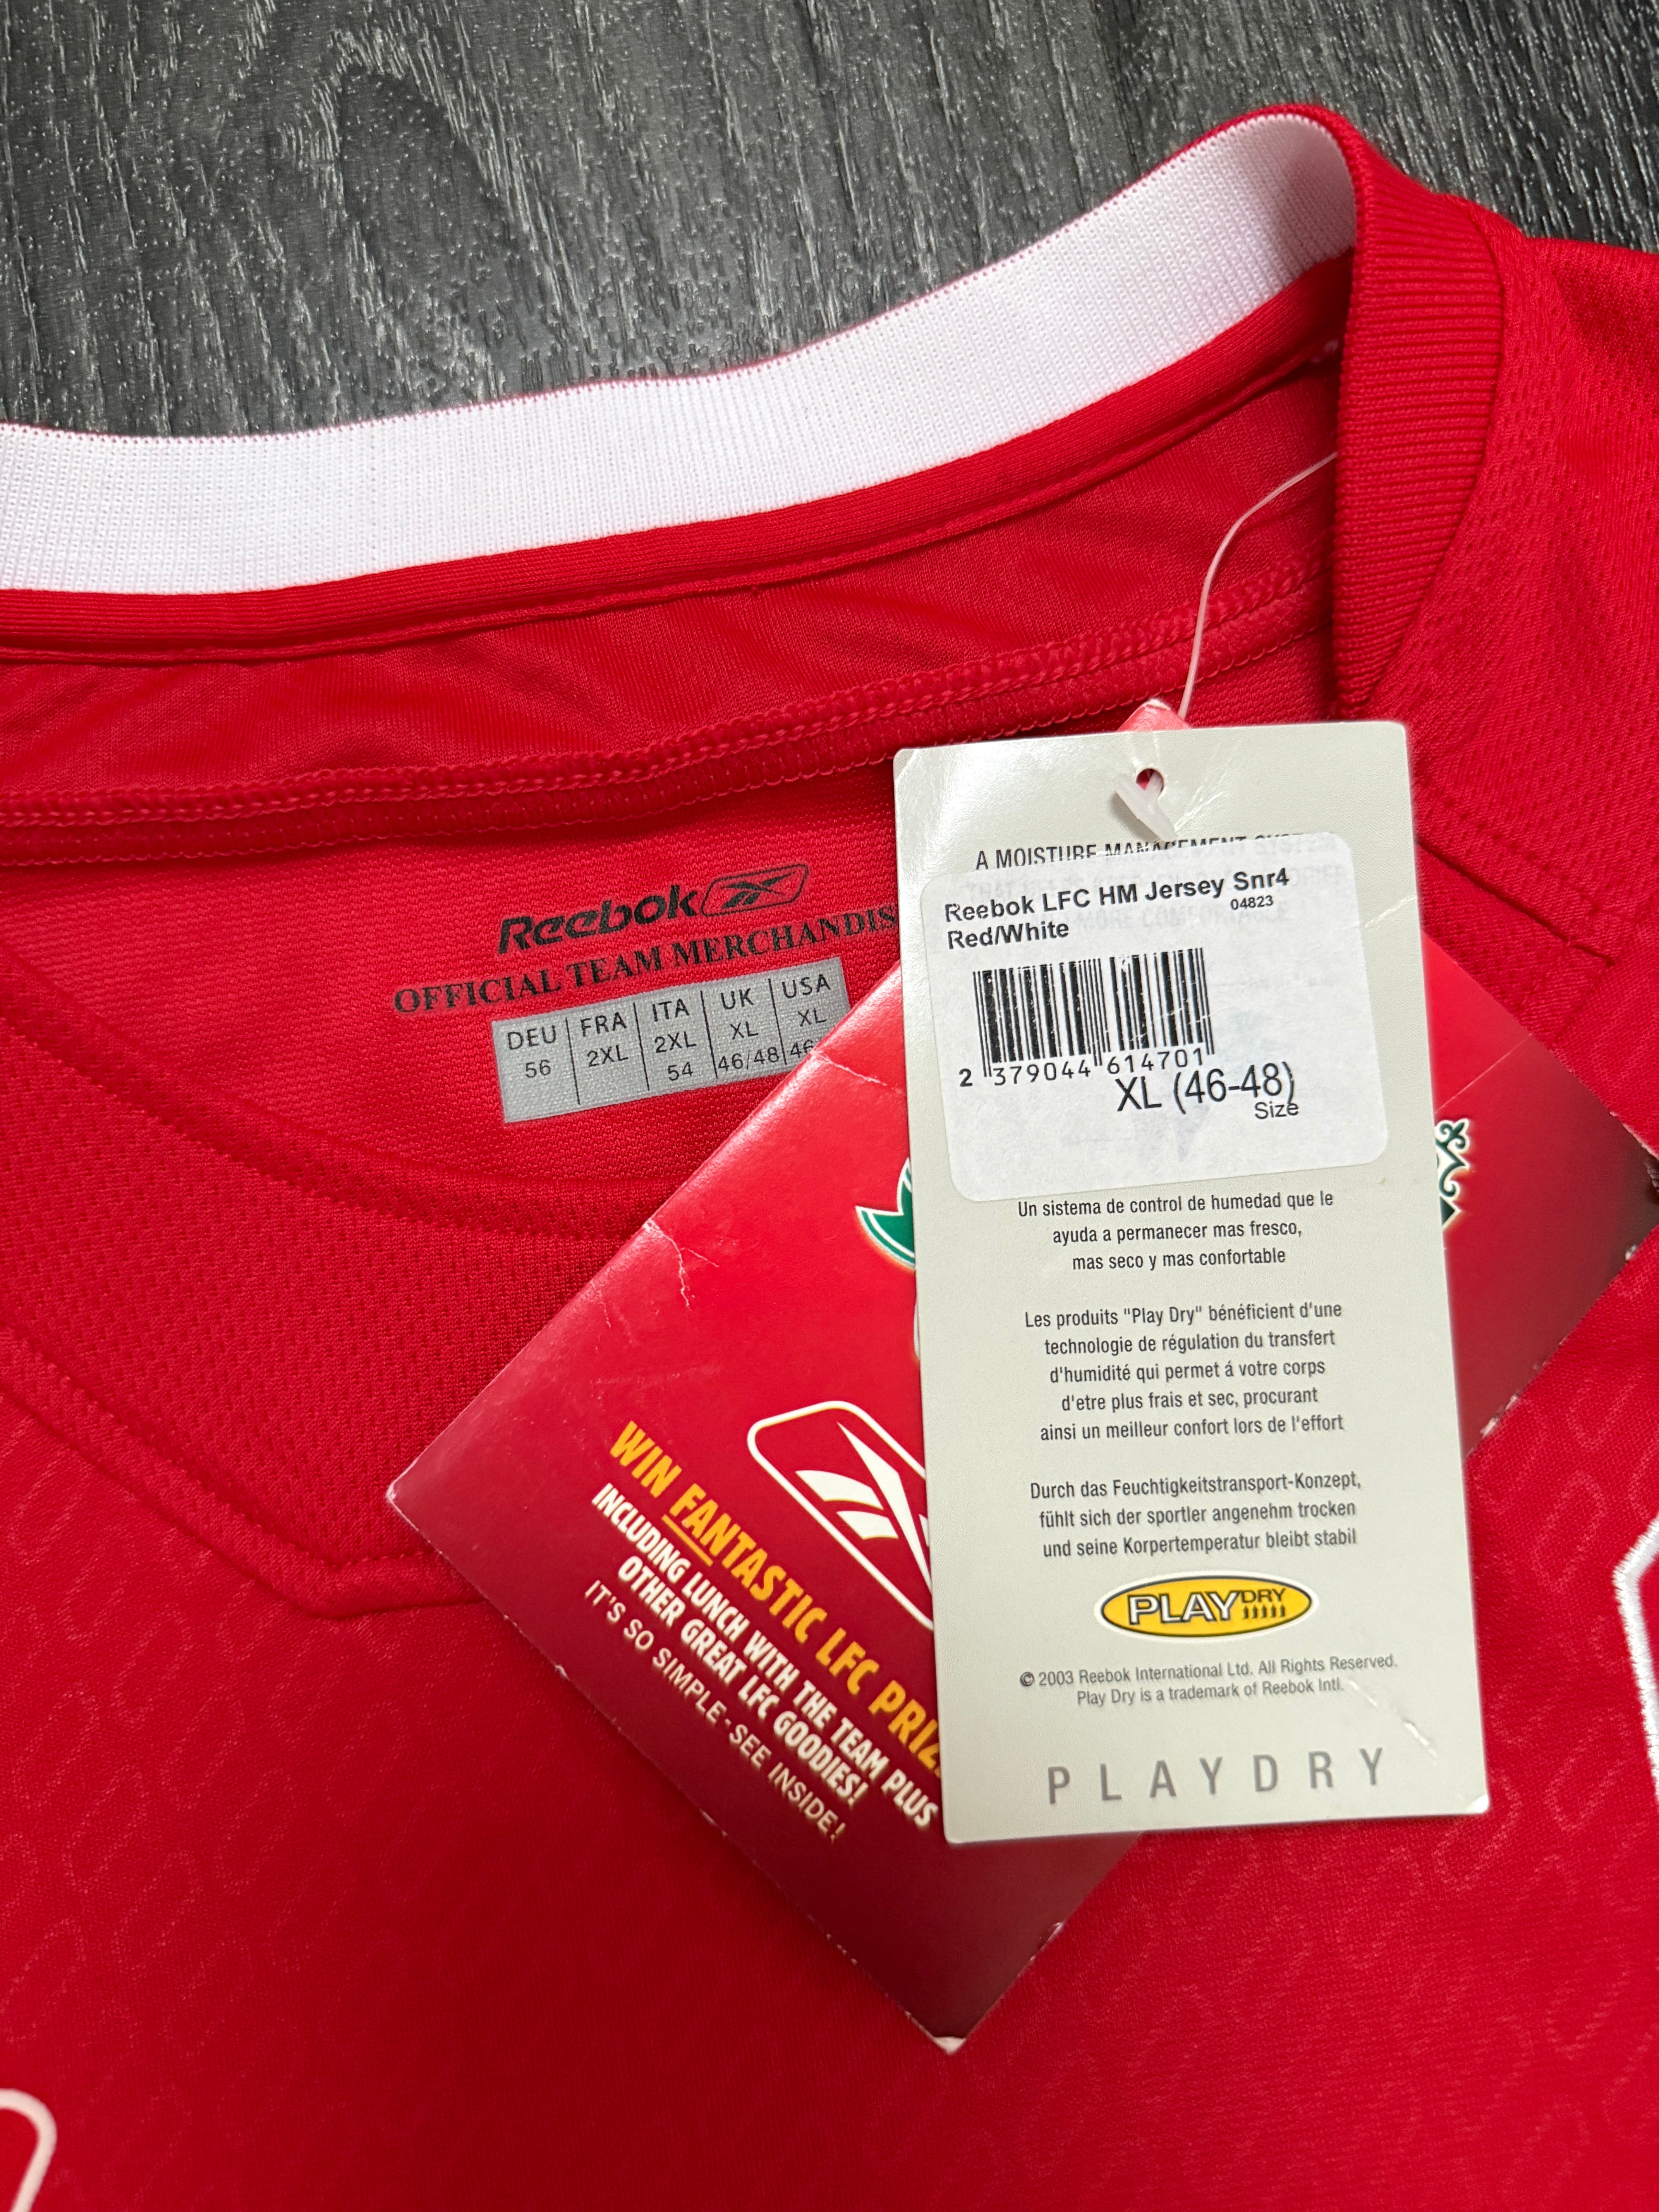 Reebok
OFFICIAL TEAM MERCHANDIS
DEU FRA ITA UK USA
56 2XL 2XL XL XL
54 46/48 46
A MOISTURE MANAGEMENT
Reebok LFC HM Jersey Snr4
04823
Red/White
2 379044 614701
XL (46-48)
Size
Un sistema de control de humedad que le
ayuda a permanecer mas fresco,
mas seco y mas confortable
Les produits "Play Dry" bénéficient d'une
technologie de régulation du transfert
d'humidité qui permet á votre corps
d'etre plus frais et sec, procurant
ainsi un meilleur confort lors de l'effort
Durch das Feuchtigkeitstransport-Konzept,
fühlt sich der sportler angenehm trocken
und seine Korpertemperatur bleibt stabil
PLAYDRY
© 2003 Reebok International Ltd. All Rights Reserved.
Play Dry is a trademark of Reebok Intl.
PLAYDRY
WIN FANTASTIC LFC PRIZ
INCLUDING LUNCH WITH THE TEAM PLUS
OTHER GREAT LFC GOODIES!
IT'S SO SIMPLE - SEE INSIDE!